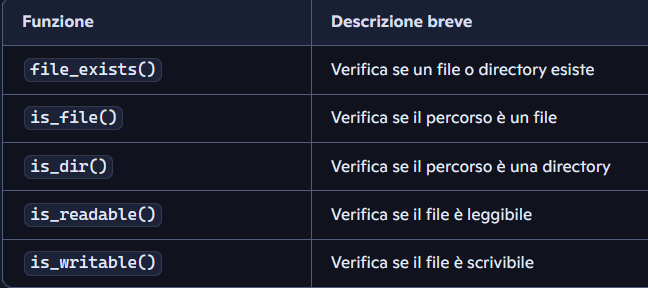 Funzione Descrizione breve
file_exists() Verifica se un file o directory esiste
is_file() Verifica se il percorso è un file
is_dir() Verifica se il percorso è una directory
is_readable() Verifica se il file è leggibile
is_writable() Verifica se il file è scrivibile